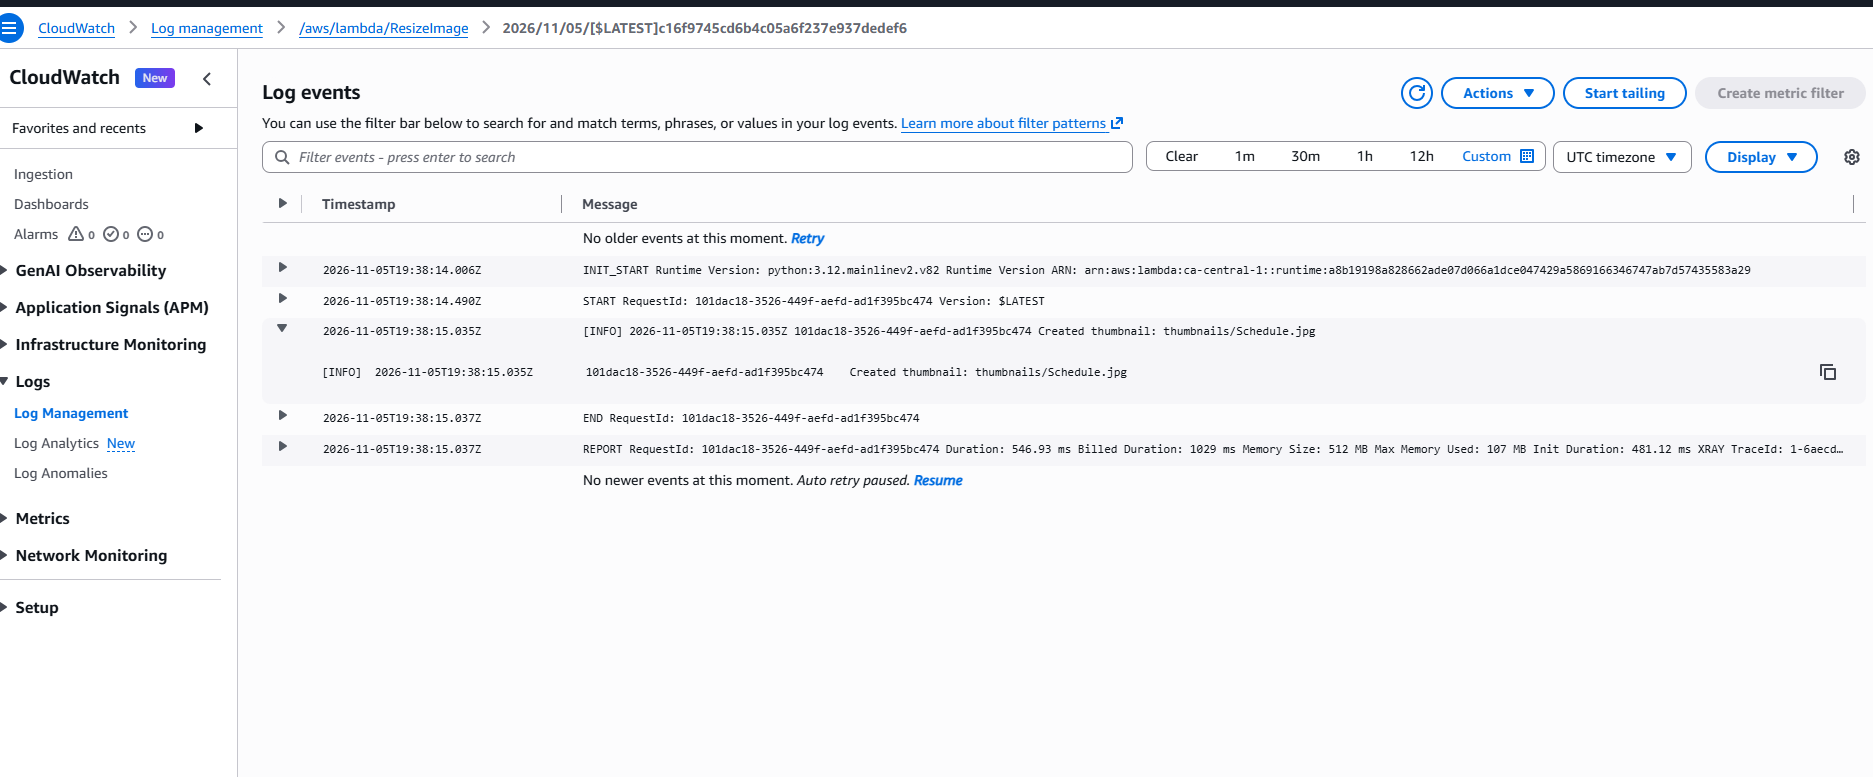 CloudWatch > Log management > /aws/lambda/ResizeImage > 2026/11/05/[$LATEST]c16f9745cd6b4c05a6f237e937dedef6
CloudWatch New
Favorites and recents
Ingestion
Dashboards
Alarms 0 0 0
GenAI Observability
Application Signals (APM)
Infrastructure Monitoring
Logs
Log Management
Log Analytics New
Log Anomalies
Metrics
Network Monitoring
Setup
Log events
Actions
Start tailing
Create metric filter
You can use the filter bar below to search for and match terms, phrases, or values in your log events. Learn more about filter patterns
Filter events - press enter to search
Clear 1m 30m 1h 12h Custom
UTC timezone
Display
Timestamp Message
No older events at this moment. Retry
2026-11-05T19:38:14.006Z INIT_START Runtime Version: python:3.12.mainlinev2.v82 Runtime Version ARN: arn:aws:lambda:ca-central-1::runtime:a8b19198a828662ade07d066a1dce047429a5869166346747ab7d57435583a29
2026-11-05T19:38:14.490Z START RequestId: 101dac18-3526-449f-aefd-ad1f395bc474 Version: $LATEST
2026-11-05T19:38:15.035Z [INFO] 2026-11-05T19:38:15.035Z 101dac18-3526-449f-aefd-ad1f395bc474 Created thumbnail: thumbnails/Schedule.jpg
[INFO] 2026-11-05T19:38:15.035Z 101dac18-3526-449f-aefd-ad1f395bc474 Created thumbnail: thumbnails/Schedule.jpg
2026-11-05T19:38:15.037Z END RequestId: 101dac18-3526-449f-aefd-ad1f395bc474
2026-11-05T19:38:15.037Z REPORT RequestId: 101dac18-3526-449f-aefd-ad1f395bc474 Duration: 546.93 ms Billed Duration: 1029 ms Memory Size: 512 MB Max Memory Used: 107 MB Init Duration: 481.12 ms XRAY TraceId: 1-6aecd…
No newer events at this moment. Auto retry paused. Resume